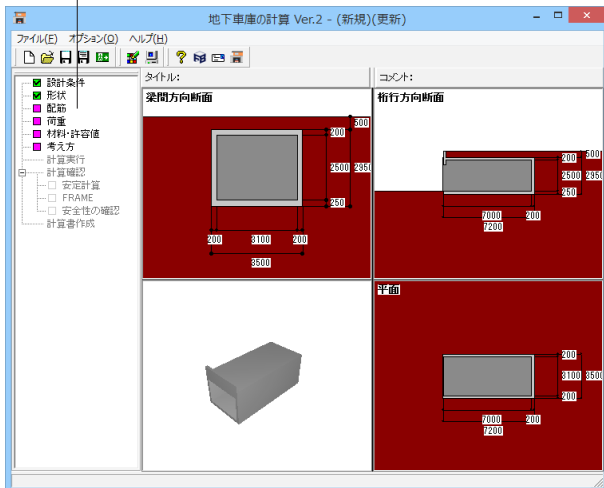 地下車庫の計算 Ver.2 - (新規)(更新)
ファイル(F) オプション(O) ヘルプ(H)
設計条件
形状
配筋
荷重
材料・許容値
考え方
計算実行
計算確認
安定計算
FRAME
安全性の確認
計算書作成
タイトル:
コメント:
梁間方向断面
500
200
2500 2950
250
200 3100 200
3500
桁行方向断面
500
200
2500 2950
250
7000 200
7200
平面
200
3100 3500
200
7000 200
7200